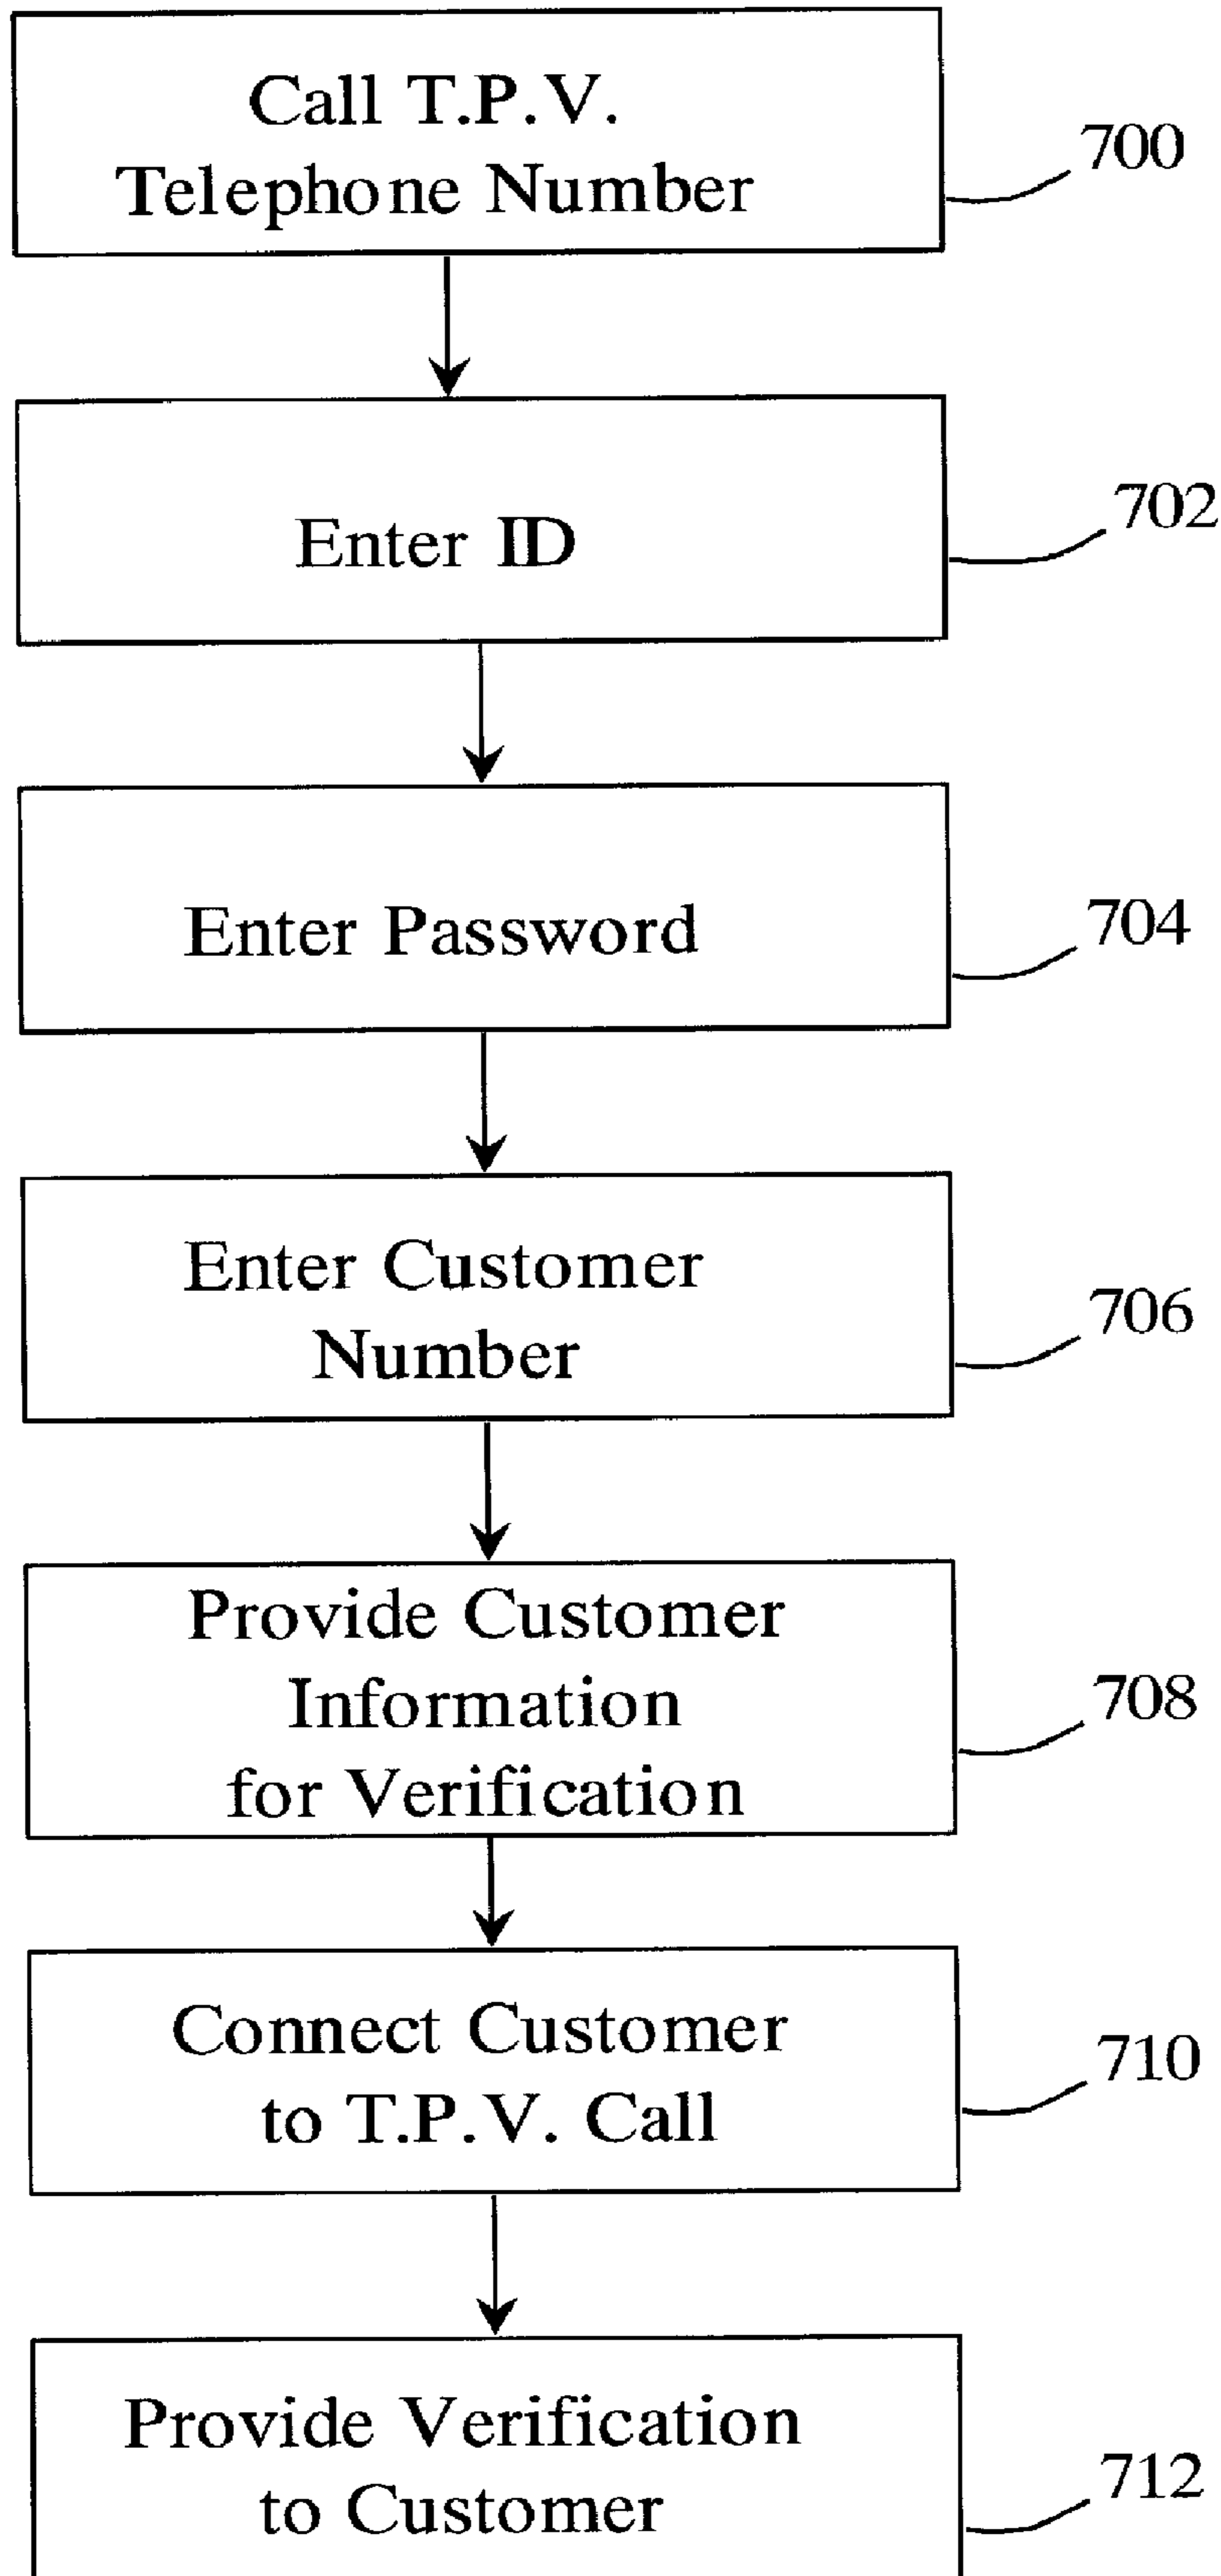 Call T.P.V.
Telephone Number
700
Enter ID
702
Enter Password
704
Enter Customer
Number
706
Provide Customer
Information
for Verification
708
Connect Customer
to T.P.V. Call
710
Provide Verification
to Customer
712